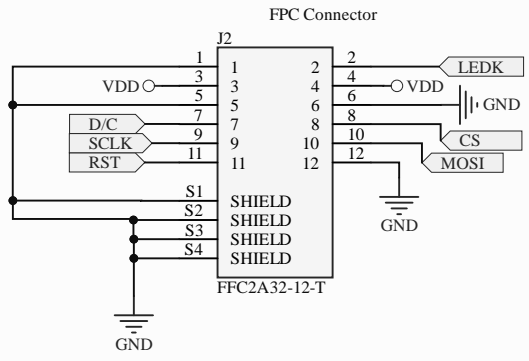 FPC Connector
J2
1 1 2 2 LEDK
VDD 3 3 4 4 VDD
5 5 6 6 GND
D/C 7 7 8 8 CS
SCLK 9 9 10 10 MOSI
RST 11 11 12 12
S1 SHIELD
S2 SHIELD
S3 SHIELD
S4 SHIELD
GND
FFC2A32-12-T
GND